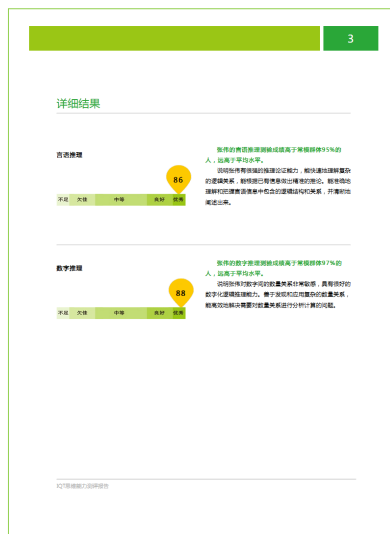 3
详细结果
言语推理
86
不足 欠佳 中等 良好 优秀
张伟的言语推理测验成绩高于常模群体95%的
人，远高于平均水平。
说明张伟有很强的推理论证能力，能快速地理解复杂
的逻辑关系，能根据已有信息做出精准的推论。能准确地
理解和把握言语信息中包含的逻辑结构和关系，并清晰地
阐述出来。
数字推理
88
不足 欠佳 中等 良好 优秀
张伟的数字推理测验成绩高于常模群体97%的
人，远高于平均水平。
说明张伟对数字间的数量关系非常敏感，具有很好的
数字化逻辑推理能力。善于发现和应用复杂的数量关系，
能高效地解决需要对数量关系进行分析计算的问题。